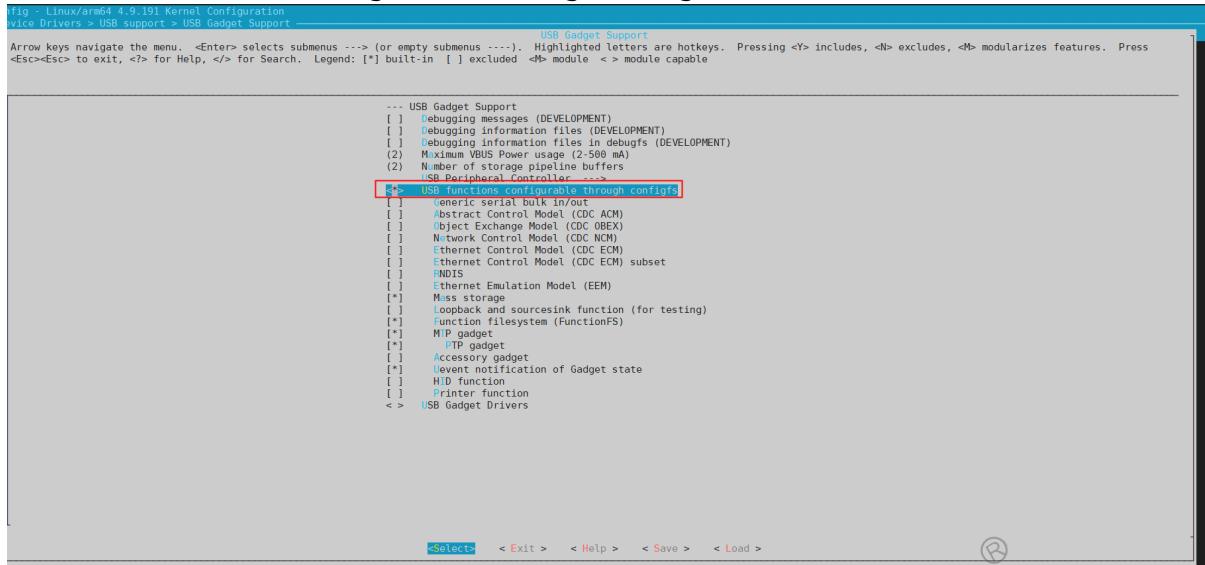 nfig - Linux/arm64 4.9.191 Kernel Configuration
evice Drivers > USB support > USB Gadget Support
USB Gadget Support
Arrow keys navigate the menu. <Enter> selects submenus ---> (or empty submenus ----). Highlighted letters are hotkeys. Pressing <Y> includes, <N> excludes, <M> modularizes features. Press
<Esc><Esc> to exit, <?> for Help, </> for Search. Legend: [*] built-in [ ] excluded <M> module < > module capable
--- USB Gadget Support
[ ] Debugging messages (DEVELOPMENT)
[ ] Debugging information files (DEVELOPMENT)
[ ] Debugging information files in debugfs (DEVELOPMENT)
(2) Maximum VBUS Power usage (2-500 mA)
(2) Number of storage pipeline buffers
USB Peripheral Controller --->
<*> USB functions configurable through configfs
[ ] Generic serial bulk in/out
[ ] Abstract Control Model (CDC ACM)
[ ] Object Exchange Model (CDC OBEX)
[ ] Network Control Model (CDC NCM)
[ ] Ethernet Control Model (CDC ECM)
[ ] Ethernet Control Model (CDC ECM) subset
[ ] RNDIS
[ ] Ethernet Emulation Model (EEM)
[*] Mass storage
[ ] Loopback and sourcesink function (for testing)
[*] Function filesystem (FunctionFS)
[*] MTP gadget
[*] PTP gadget
[ ] Accessory gadget
[*] Uevent notification of Gadget state
[ ] HID function
[ ] Printer function
< > USB Gadget Drivers
<Select> < Exit > < Help > < Save > < Load >
R